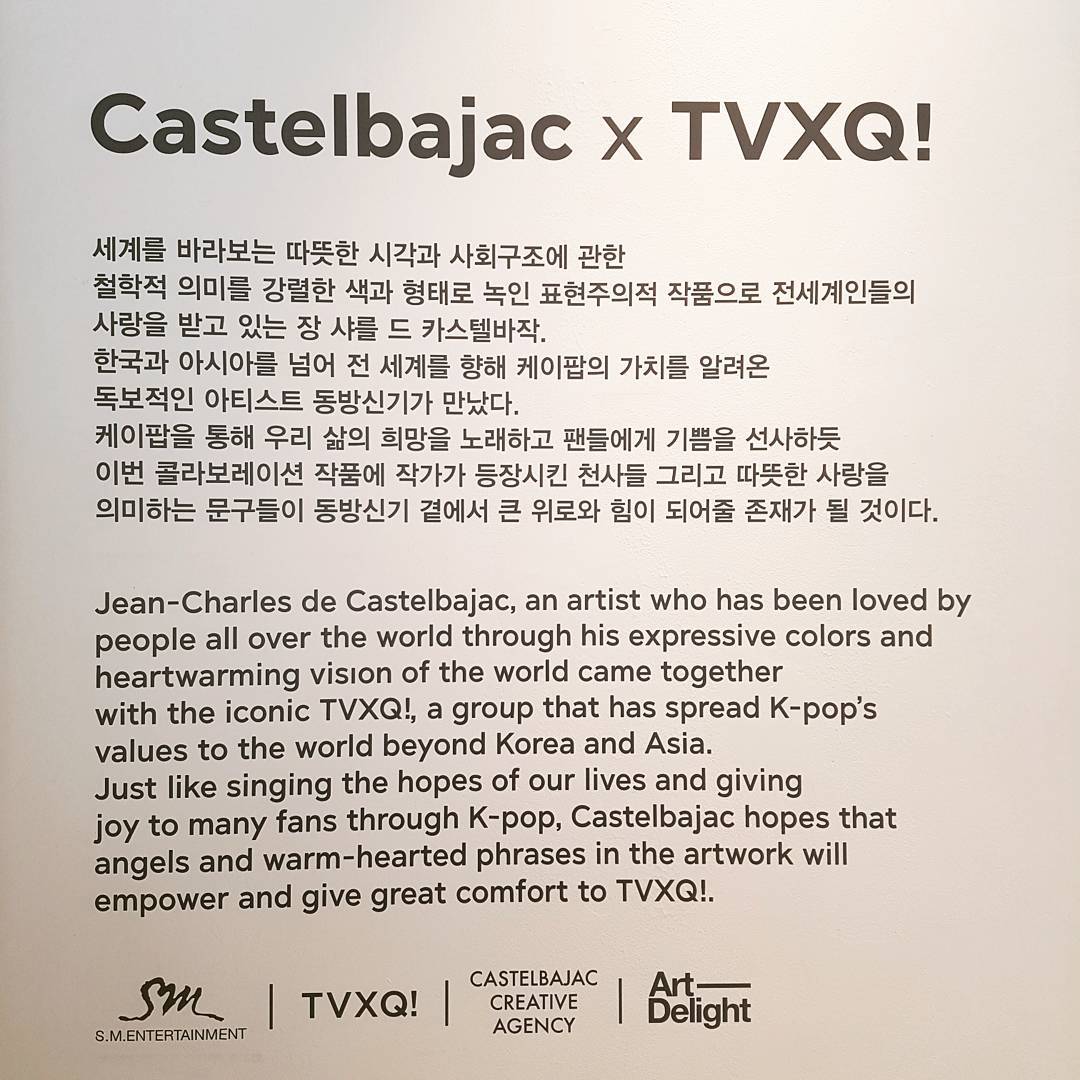 Castelbajac x TVXQ!
세계를 바라보는 따뜻한 시각과 사회구조에 관한
철학적 의미를 강렬한 색과 형태로 녹인 표현주의적 작품으로 전세계인들의
사랑을 받고 있는 장 샤를 드 카스텔바작.
한국과 아시아를 넘어 전 세계를 향해 케이팝의 가치를 알려온
독보적인 아티스트 동방신기가 만났다.
케이팝을 통해 우리 삶의 희망을 노래하고 팬들에게 기쁨을 선사하듯
이번 콜라보레이션 작품에 작가가 등장시킨 천사들 그리고 따뜻한 사랑을
의미하는 문구들이 동방신기 곁에서 큰 위로와 힘이 되어줄 존재가 될 것이다.
Jean-Charles de Castelbajac, an artist who has been loved by
people all over the world through his expressive colors and
heartwarming vision of the world came together
with the iconic TVXQ!, a group that has spread K-pop's
values to the world beyond Korea and Asia.
Just like singing the hopes of our lives and giving
joy to many fans through K-pop, Castelbajac hopes that
angels and warm-hearted phrases in the artwork will
empower and give great comfort to TVXQ!.
SM
S.M.ENTERTAINMENT
TVXQ!
CASTELBAJAC
CREATIVE
AGENCY
Art
Delight